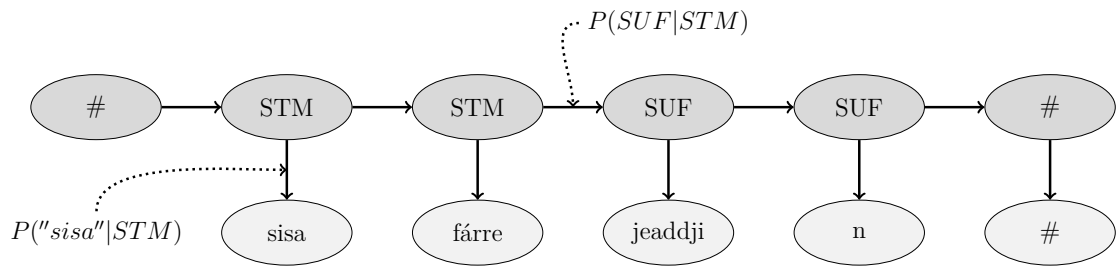 P(SUF|STM)
# STM STM SUF SUF #
P("sisa"|STM)
sisa fárre jeaddji n #